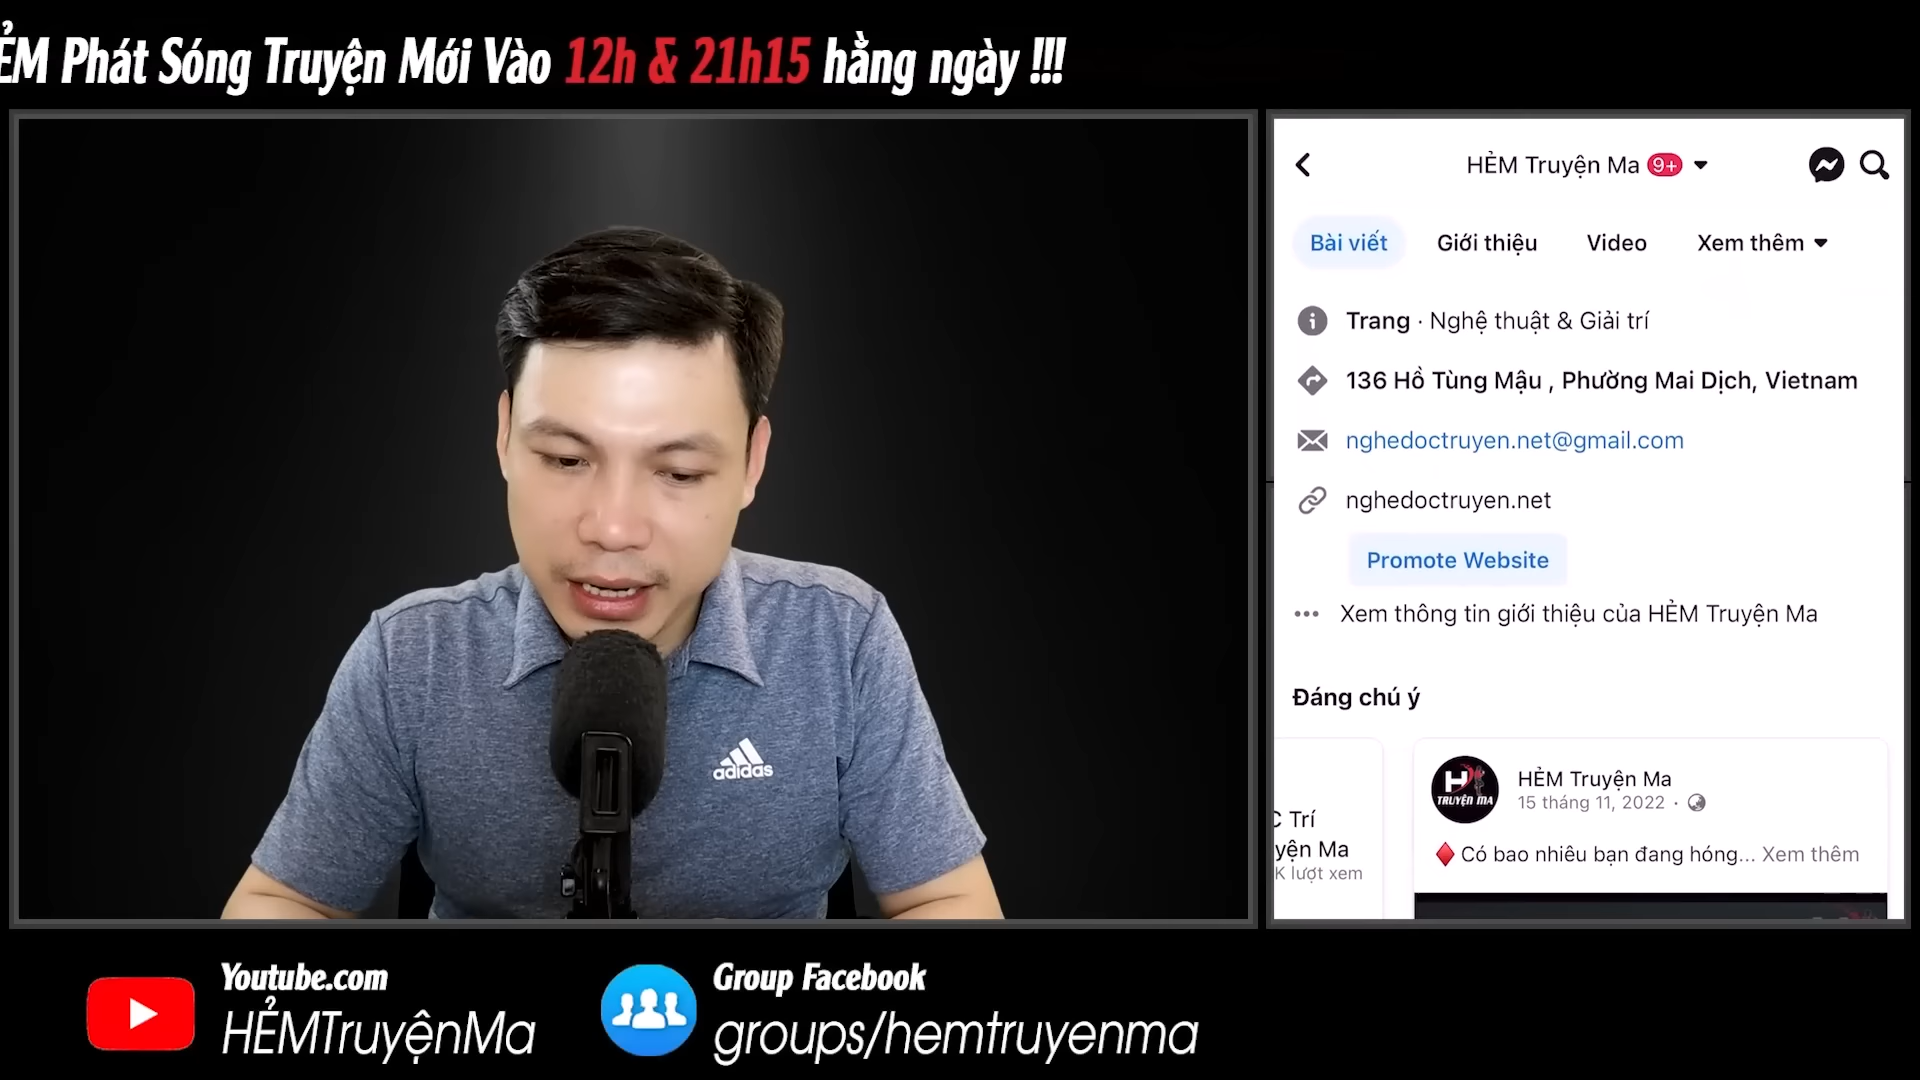 ẺM Phát Sóng Truyện Mới Vào 12h & 21h15 hằng ngày !!!
HẺM Truyện Ma 9+
Bài viết Giới thiệu Video Xem thêm
Trang · Nghệ thuật & Giải trí
136 Hồ Tùng Mậu , Phường Mai Dịch, Vietnam
nghedoctruyen.net@gmail.com
nghedoctruyen.net
Promote Website
Xem thông tin giới thiệu của HẺM Truyện Ma
Đáng chú ý
C Trí
yện Ma
K lượt xem
H
TRUYỆN MA
HẺM Truyện Ma
15 tháng 11, 2022 ·
Có bao nhiêu bạn đang hóng... Xem thêm
adidas
Youtube.com
HẺMTruyệnMa
Group Facebook
groups/hemtruyenma